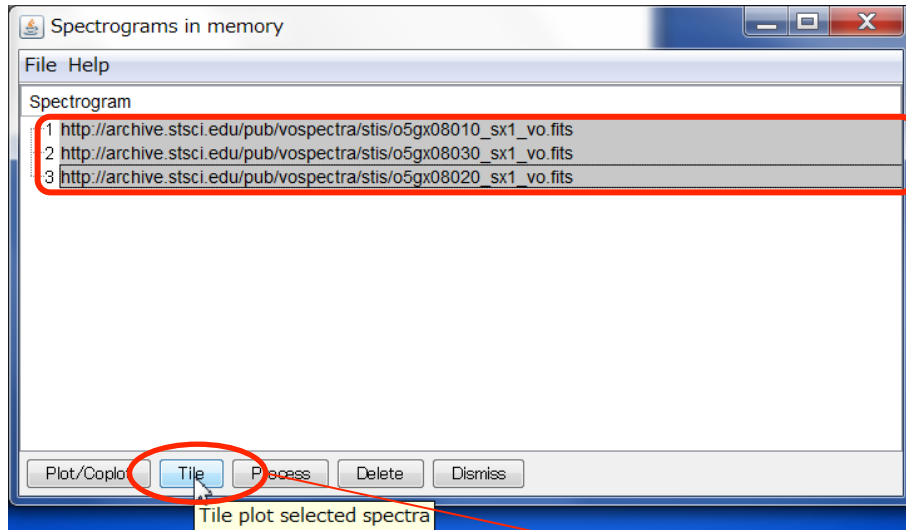 Spectrograms in memory
File Help
Spectrogram
1 http://archive.stsci.edu/pub/vospectra/stis/o5gx08010_sx1_vo.fits
2 http://archive.stsci.edu/pub/vospectra/stis/o5gx08030_sx1_vo.fits
3 http://archive.stsci.edu/pub/vospectra/stis/o5gx08020_sx1_vo.fits
Plot/Coplot Tile Process Delete Dismiss
Tile plot selected spectra